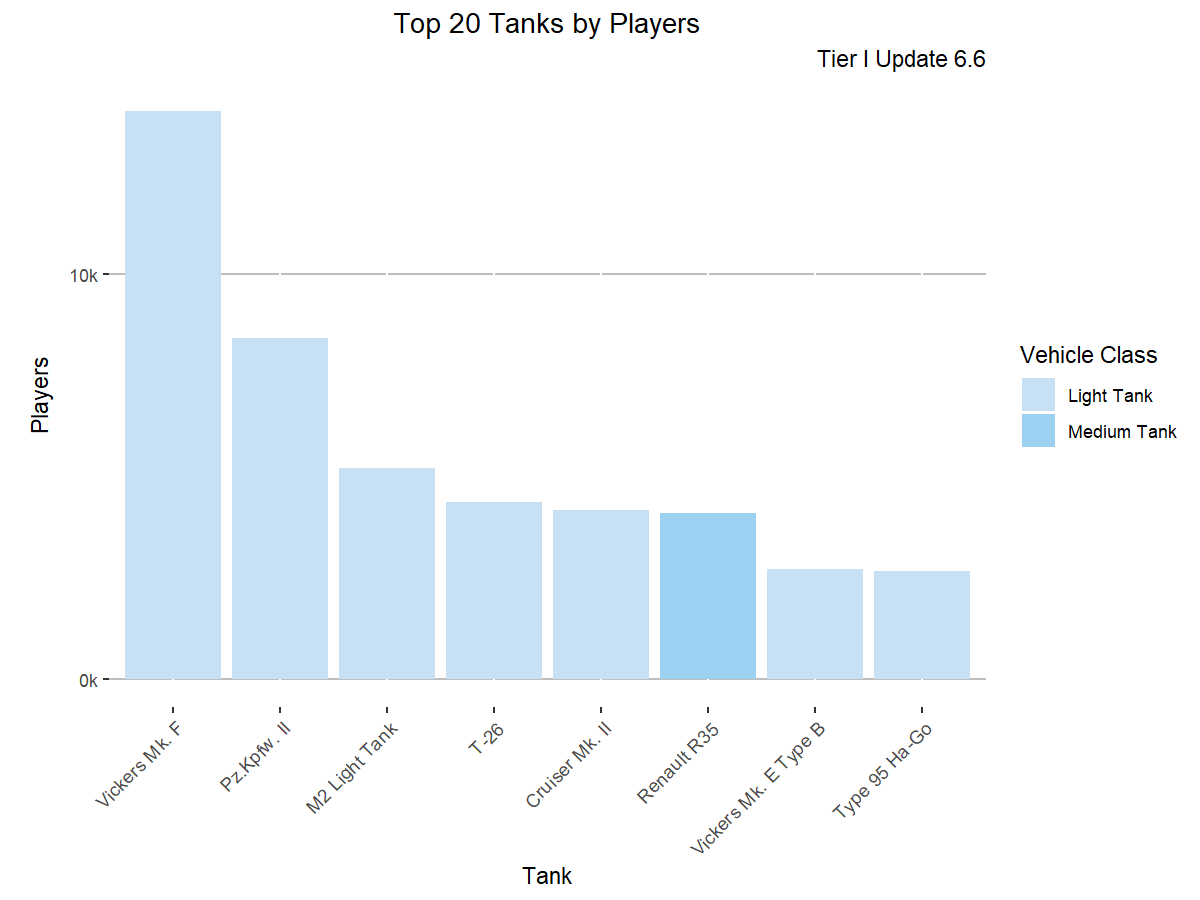 Top 20 Tanks by Players
Tier I Update 6.6
Players
10k
0k
Vickers Mk. F
Pz.Kpfw. II
M2 Light Tank
T-26
Cruiser Mk. II
Renault R35
Vickers Mk. E Type B
Type 95 Ha-Go
Tank
Vehicle Class
Light Tank
Medium Tank